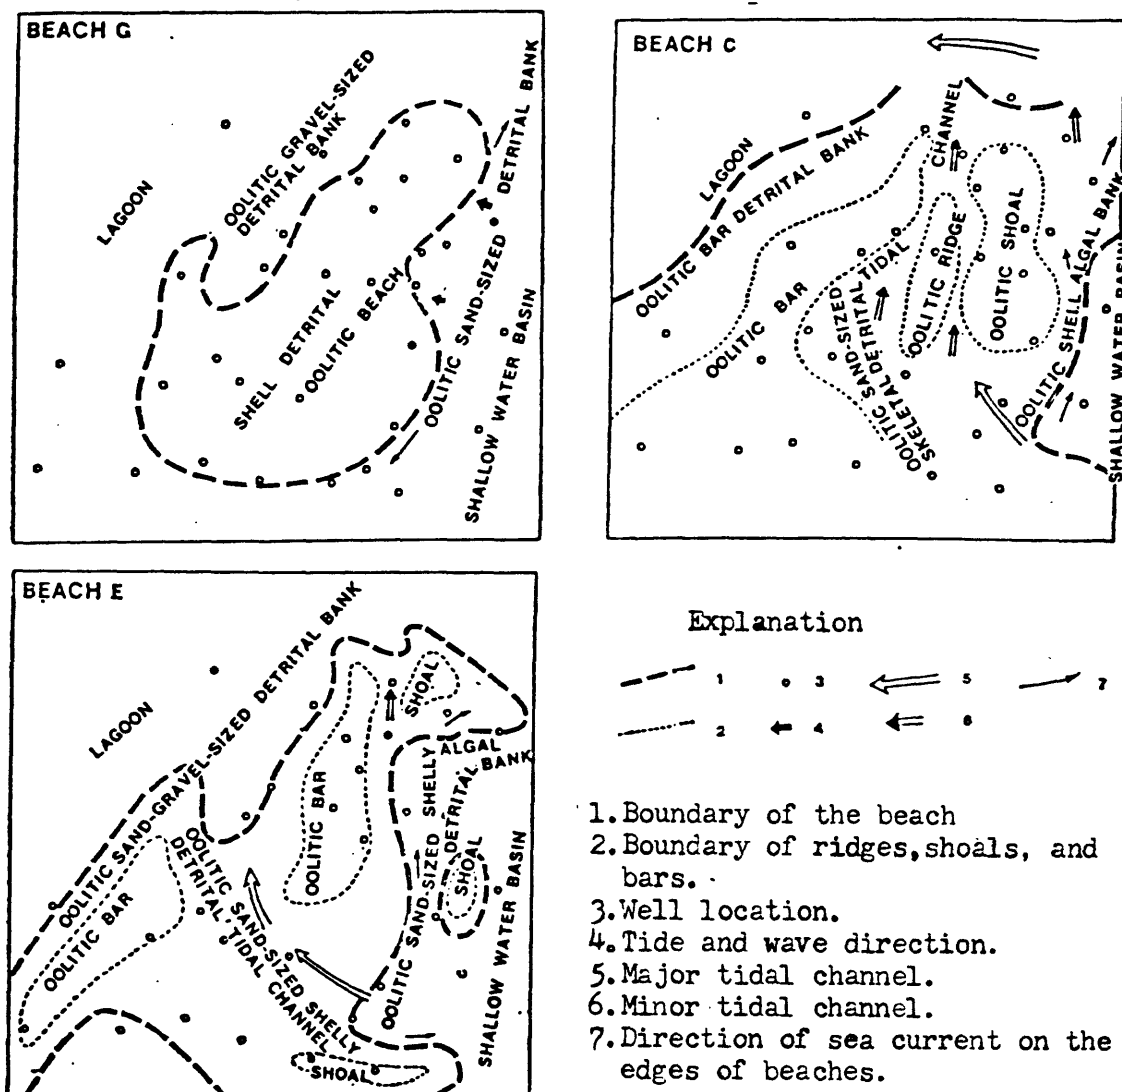 BEACH G
OOLITIC GRAVEL-SIZED
DETRITAL BANK
DETRITAL BANK
LAGOON
SHELL DETRITAL
OOLITIC BEACH
OOLITIC SAND-SIZED
SHALLOW WATER BASIN
BEACH C
LAGOON
OOLITIC BAR DETRITAL BANK
CHANNEL
OOLITIC BAR
OOLITIC SAND-SIZED
SKELETAL DETRITAL TIDAL
OOLITIC RIDGE
OOLITIC SHOAL
OOLITIC SHELL ALGAL BANK
SHALLOW WATER BASIN
BEACH E
LAGOON
OOLITIC SAND-GRAVEL-SIZED DETRITAL BANK
OOLITIC BAR
OOLITIC BAR
SHOAL
OOLITIC SAND-SIZED SHELLY
DETRITAL TIDAL CHANNEL
OOLITIC SAND-SIZED SHELLY
ALGAL
DETRITAL BANK
SHOAL
SHALLOW WATER BASIN
SHOAL
Explanation
1 3 5 7
2 4 6
1. Boundary of the beach
2. Boundary of ridges, shoals, and
bars.
3. Well location.
4. Tide and wave direction.
5. Major tidal channel.
6. Minor tidal channel.
7. Direction of sea current on the
edges of beaches.